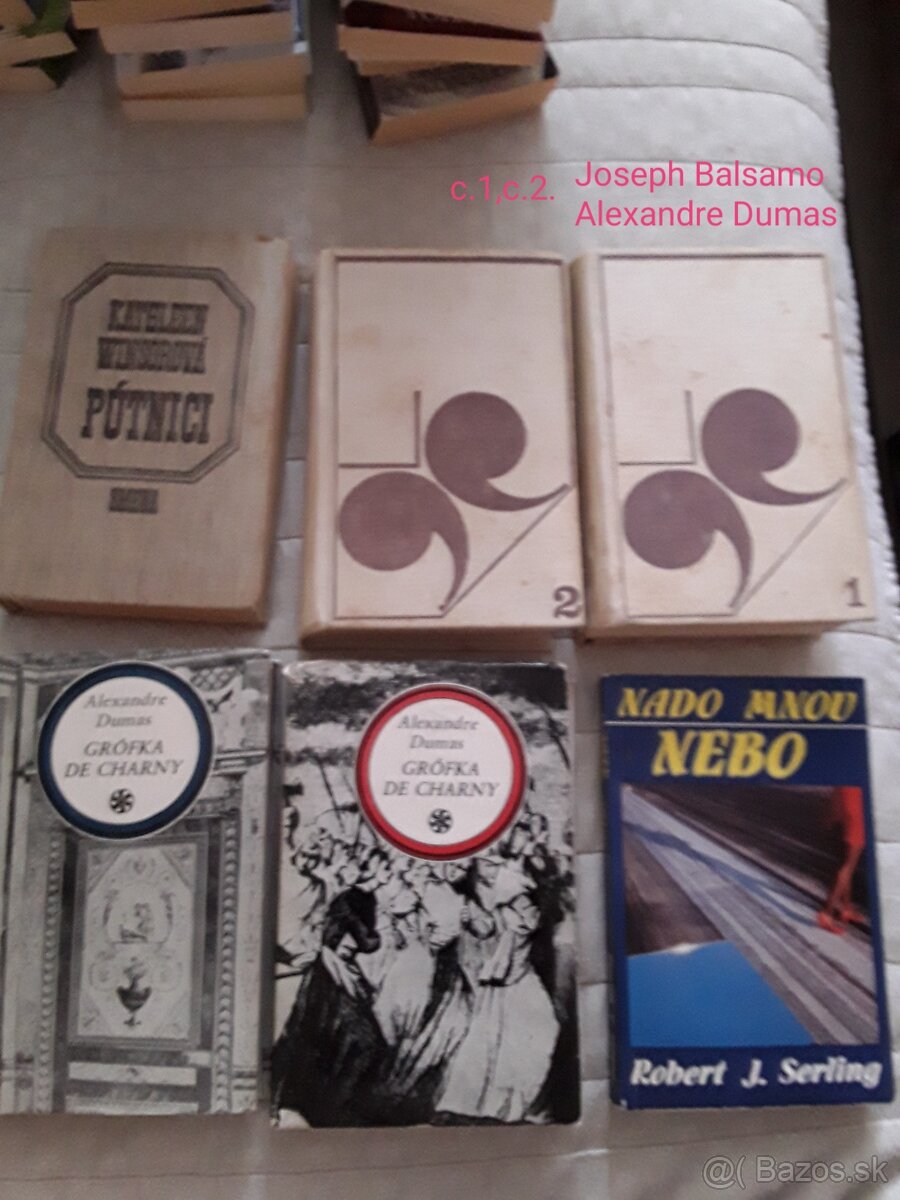 c.1,c.2.
Joseph Balsamo
Alexandre Dumas
KATHLEEN
WINSOROVÁ
PÚTNICI
SMENA
2
1
Alexandre
Dumas
GRÓFKA
DE CHARNY
Alexandre
Dumas
GRÓFKA
DE CHARNY
NADO MNOU
NEBO
Robert J. Serling
@( Bazos.sk